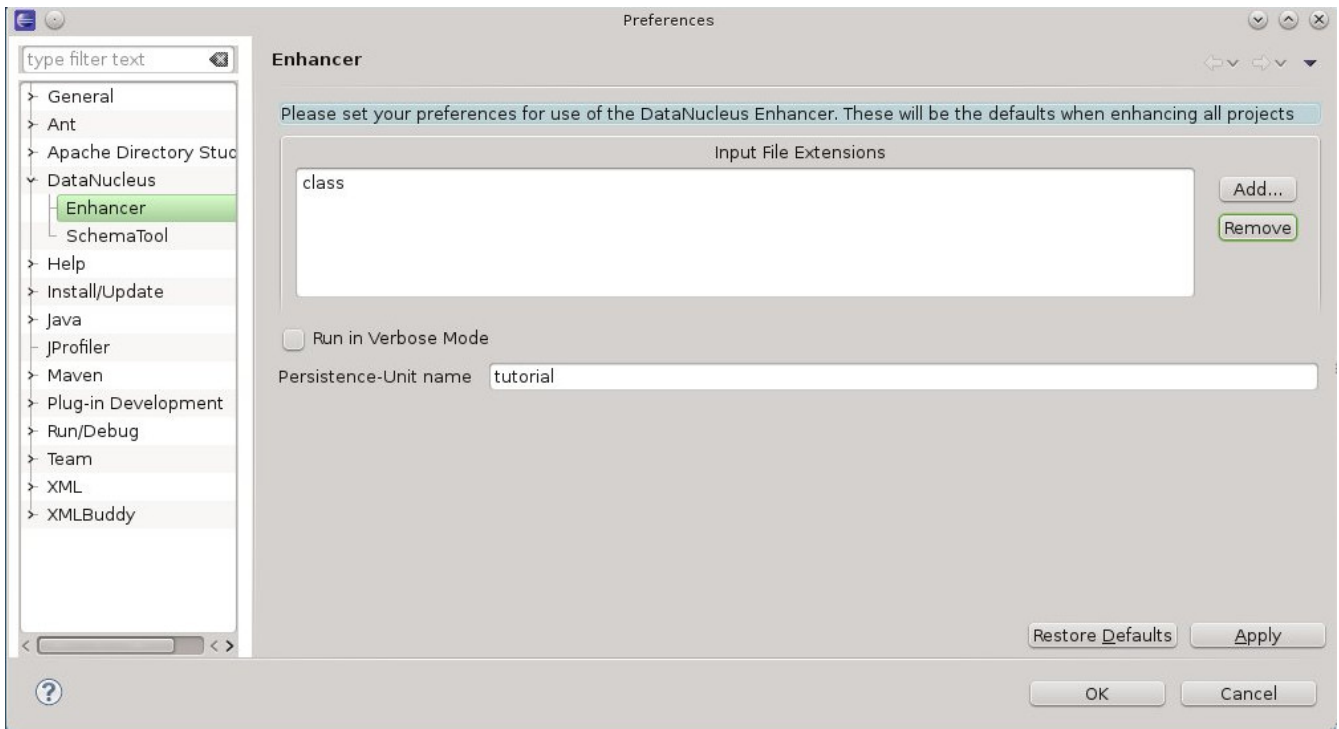 Preferences
type filter text
General
Ant
Apache Directory Stud
DataNucleus
Enhancer
SchemaTool
Help
Install/Update
Java
JProfiler
Maven
Plug-in Development
Run/Debug
Team
XML
XMLBuddy
Enhancer
Please set your preferences for use of the DataNucleus Enhancer. These will be the defaults when enhancing all projects
Input File Extensions
class
Add...
Remove
Run in Verbose Mode
Persistence-Unit name tutorial
Restore Defaults Apply
? OK Cancel